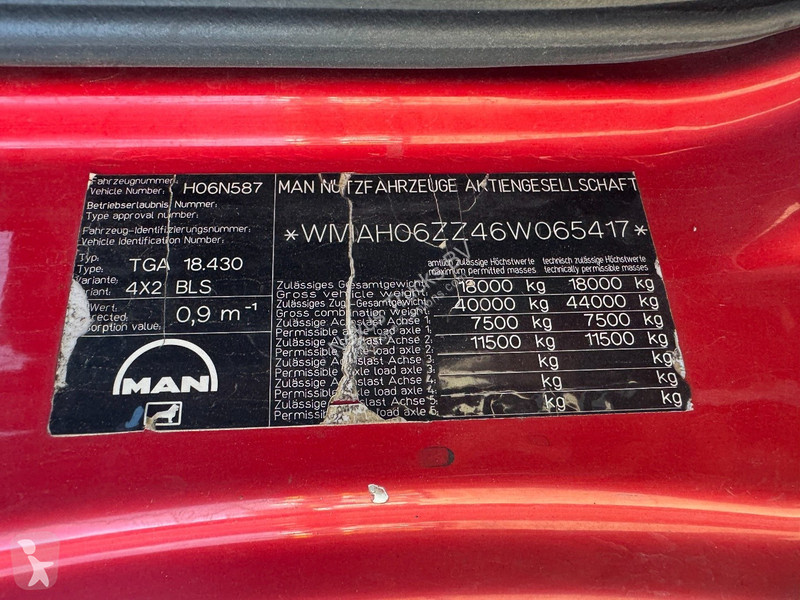 Fahrzeugnummer:
Vehicle Number: H06N587
MAN NUTZFAHRZEUGE AKTIENGESELLSCHAFT
Betriebserlaubnis Nummer:
Type approval number:
Fahrzeug-Identifizierungsnummer:
Vehicle Identification Number:
*WMAH06ZZ46W065417*
Typ:
Type: TGA 18.430
Variante:
Variant: 4X2 BLS
Wert:
rected
sorption value: 0,9 m⁻¹
MAN
amtlich zulässige Höchstwerte technisch zulässige Höchstwerte
maximum permitted masses technically permiss. masses
Zulässiges Gesamtgewicht
Gross vehicle weight: 18000 kg 18000 kg
Zulässiges Zug-Gesamtgewicht
Gross combination weight: 40000 kg 44000 kg
Zulässige Achslast Achse 1:
Permissible axle load axle 1: 7500 kg 7500 kg
Zulässige Achslast Achse 2:
Permissible axle load axle 2: 11500 kg 11500 kg
Zulässige Achslast Achse 3:
Permissible axle load axle 3: kg kg
Zulässige Achslast Achse 4:
Permissible axle load axle 4: kg kg
Zulässige Achslast Achse 5:
Permissible axle load axle 5: kg kg